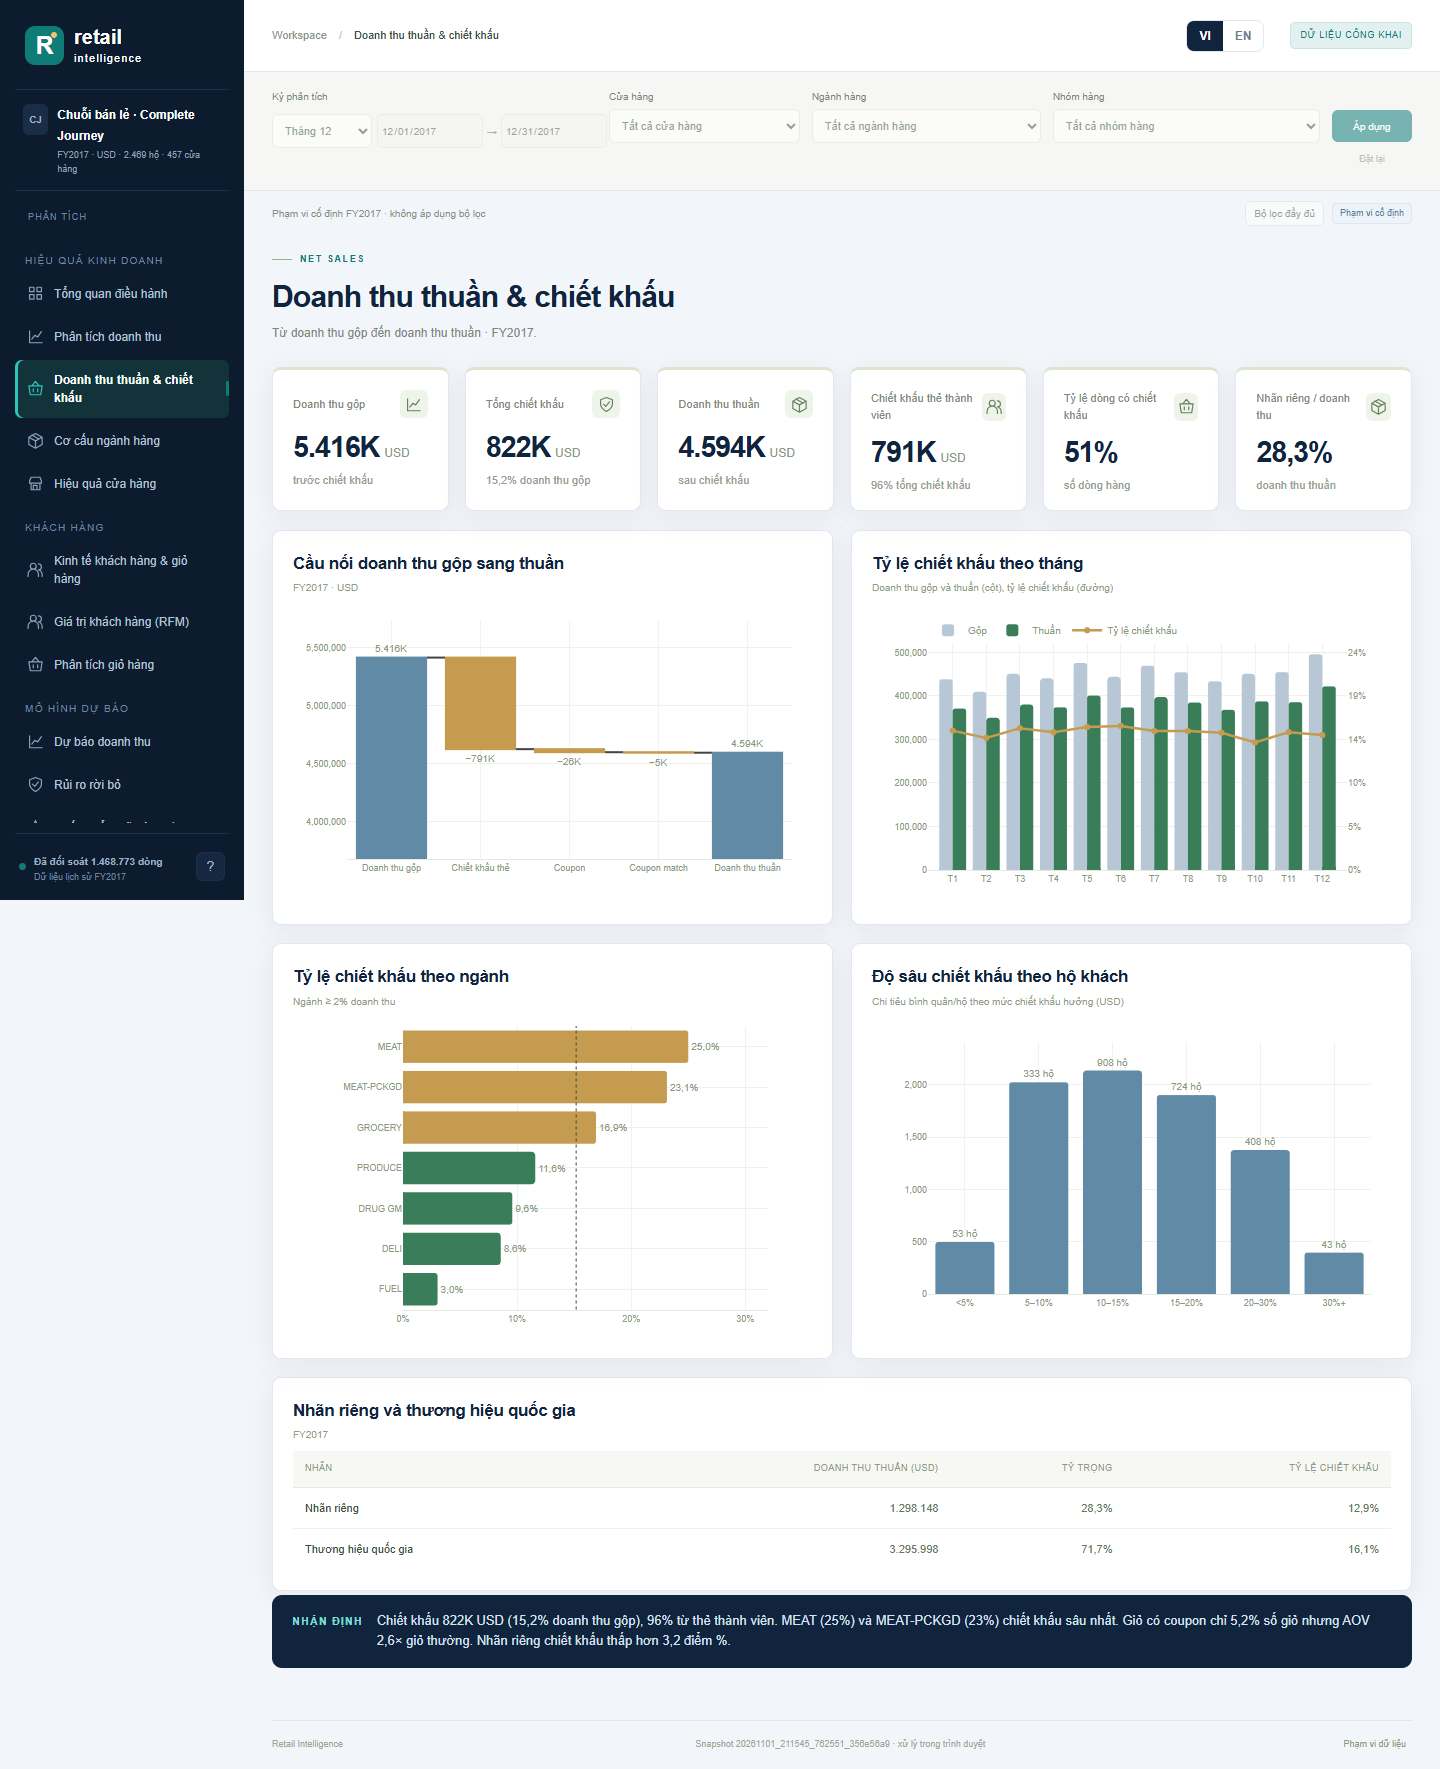 R
retail
intelligence
CJ
Chuỗi bán lẻ · Complete
Journey
FY2017 · USD · 2.469 hộ · 457 cửa
hàng
PHÂN TÍCH
HIỆU QUẢ KINH DOANH
Tổng quan điều hành
Phân tích doanh thu
Doanh thu thuần & chiết
khấu
Cơ cấu ngành hàng
Hiệu quả cửa hàng
KHÁCH HÀNG
Kinh tế khách hàng & giỏ
hàng
Giá trị khách hàng (RFM)
Phân tích giỏ hàng
MÔ HÌNH DỰ BÁO
Dự báo doanh thu
Rủi ro rời bỏ
Đã đối soát 1.468.773 dòng
Dữ liệu lịch sử FY2017
?
Workspace / Doanh thu thuần & chiết khấu
VI EN
DỮ LIỆU CÔNG KHAI
Kỳ phân tích Cửa hàng Ngành hàng Nhóm hàng
Tháng 12 12/01/2017 → 12/31/2017 Tất cả cửa hàng Tất cả ngành hàng Tất cả nhóm hàng Áp dụng
Đặt lại
Phạm vi cố định FY2017 · không áp dụng bộ lọc Bộ lọc đầy đủ Phạm vi cố định
NET SALES
Doanh thu thuần & chiết khấu
Từ doanh thu gộp đến doanh thu thuần · FY2017.
Doanh thu gộp
5.416K USD
trước chiết khấu
Tổng chiết khấu
822K USD
15,2% doanh thu gộp
Doanh thu thuần
4.594K USD
sau chiết khấu
Chiết khấu thẻ thành
viên
791K USD
96% tổng chiết khấu
Tỷ lệ dòng có chiết
khấu
51%
số dòng hàng
Nhãn riêng / doanh
thu
28,3%
doanh thu thuần
Cầu nối doanh thu gộp sang thuần
FY2017 · USD
5,500,000
5,000,000
4,500,000
4,000,000
5.416K
−791K
−26K
−5K
4.594K
Doanh thu gộp Chiết khấu thẻ Coupon Coupon match Doanh thu thuần
Tỷ lệ chiết khấu theo tháng
Doanh thu gộp và thuần (cột), tỷ lệ chiết khấu (đường)
Gộp Thuần Tỷ lệ chiết khấu
500,000 24%
400,000 19%
300,000 14%
200,000 10%
100,000 5%
0 0%
T1 T2 T3 T4 T5 T6 T7 T8 T9 T10 T11 T12
Tỷ lệ chiết khấu theo ngành
Ngành ≥ 2% doanh thu
MEAT 25,0%
MEAT-PCKGD 23,1%
GROCERY 16,9%
PRODUCE 11,6%
DRUG GM 9,6%
DELI 8,6%
FUEL 3,0%
0% 10% 20% 30%
Độ sâu chiết khấu theo hộ khách
Chi tiêu bình quân/hộ theo mức chiết khấu hưởng (USD)
2,000
1,500
1,000
500
0
53 hộ
333 hộ
908 hộ
724 hộ
408 hộ
43 hộ
<5% 5–10% 10–15% 15–20% 20–30% 30%+
Nhãn riêng và thương hiệu quốc gia
FY2017
NHÃN DOANH THU THUẦN (USD) TỶ TRỌNG TỶ LỆ CHIẾT KHẤU
Nhãn riêng 1.298.148 28,3% 12,9%
Thương hiệu quốc gia 3.295.998 71,7% 16,1%
NHẬN ĐỊNH Chiết khấu 822K USD (15,2% doanh thu gộp), 96% từ thẻ thành viên. MEAT (25%) và MEAT-PCKGD (23%) chiết khấu sâu nhất. Giỏ có coupon chỉ 5,2% số giỏ nhưng AOV
2,6× giỏ thường. Nhãn riêng chiết khấu thấp hơn 3,2 điểm %.
Retail Intelligence Snapshot 20261101_211545_762551_356e56a9 · xử lý trong trình duyệt Phạm vi dữ liệu